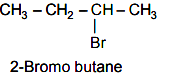 CH₃ – CH₂ – CH – CH₃
Br
2-Bromo butane